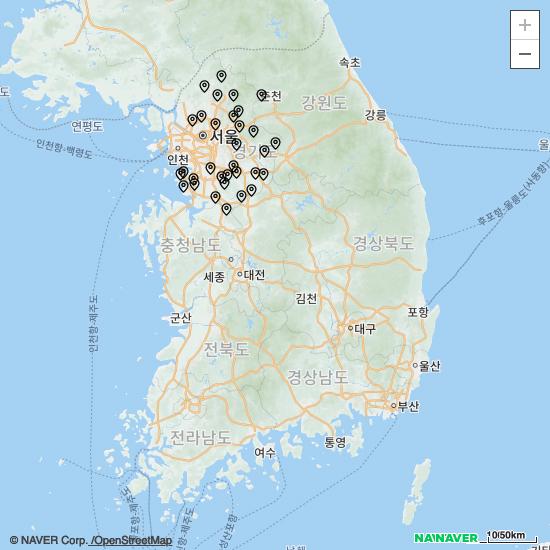 +
−
속초
춘천
강원도
강릉
연평도
인천항-백령도
서울
인천
경기도
울
후포항-울릉도(사동항)
충청남도
경상북도
세종
대전
김천
인천항-제주도
군산
포항
대구
전라북도
울산
경상남도
부산
전라남도
통영
여수
© NAVER Corp. /OpenStreetMap
NAVER
10/50km